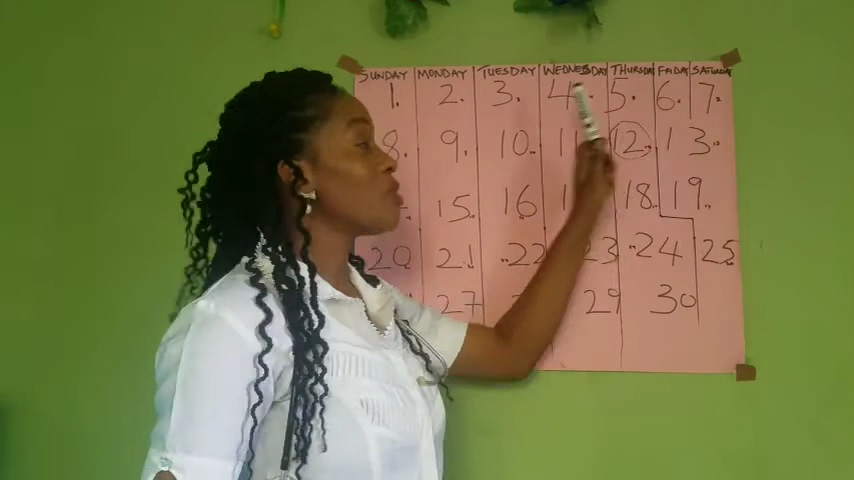 SUNDAY MONDAY TUESDAY WEDNESDAY THURSDAY FRIDAY SATURDAY
1. 2. 3. 4. 5. 6. 7.
8. 9. 10.. 12.. 13.
15.. 16.. 18.. 19..
20 21 22 23 24 25
27 29 30